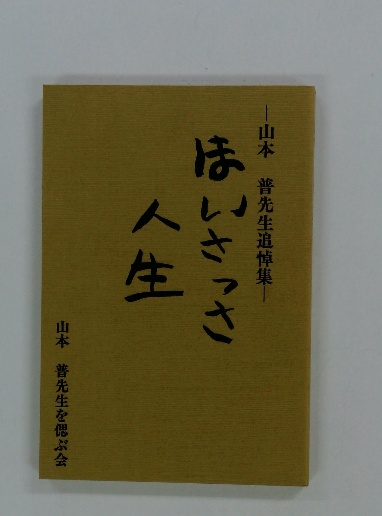 ―山本 普先生追悼集―
ほいさっさ
人生
山本 普先生を偲ぶ会